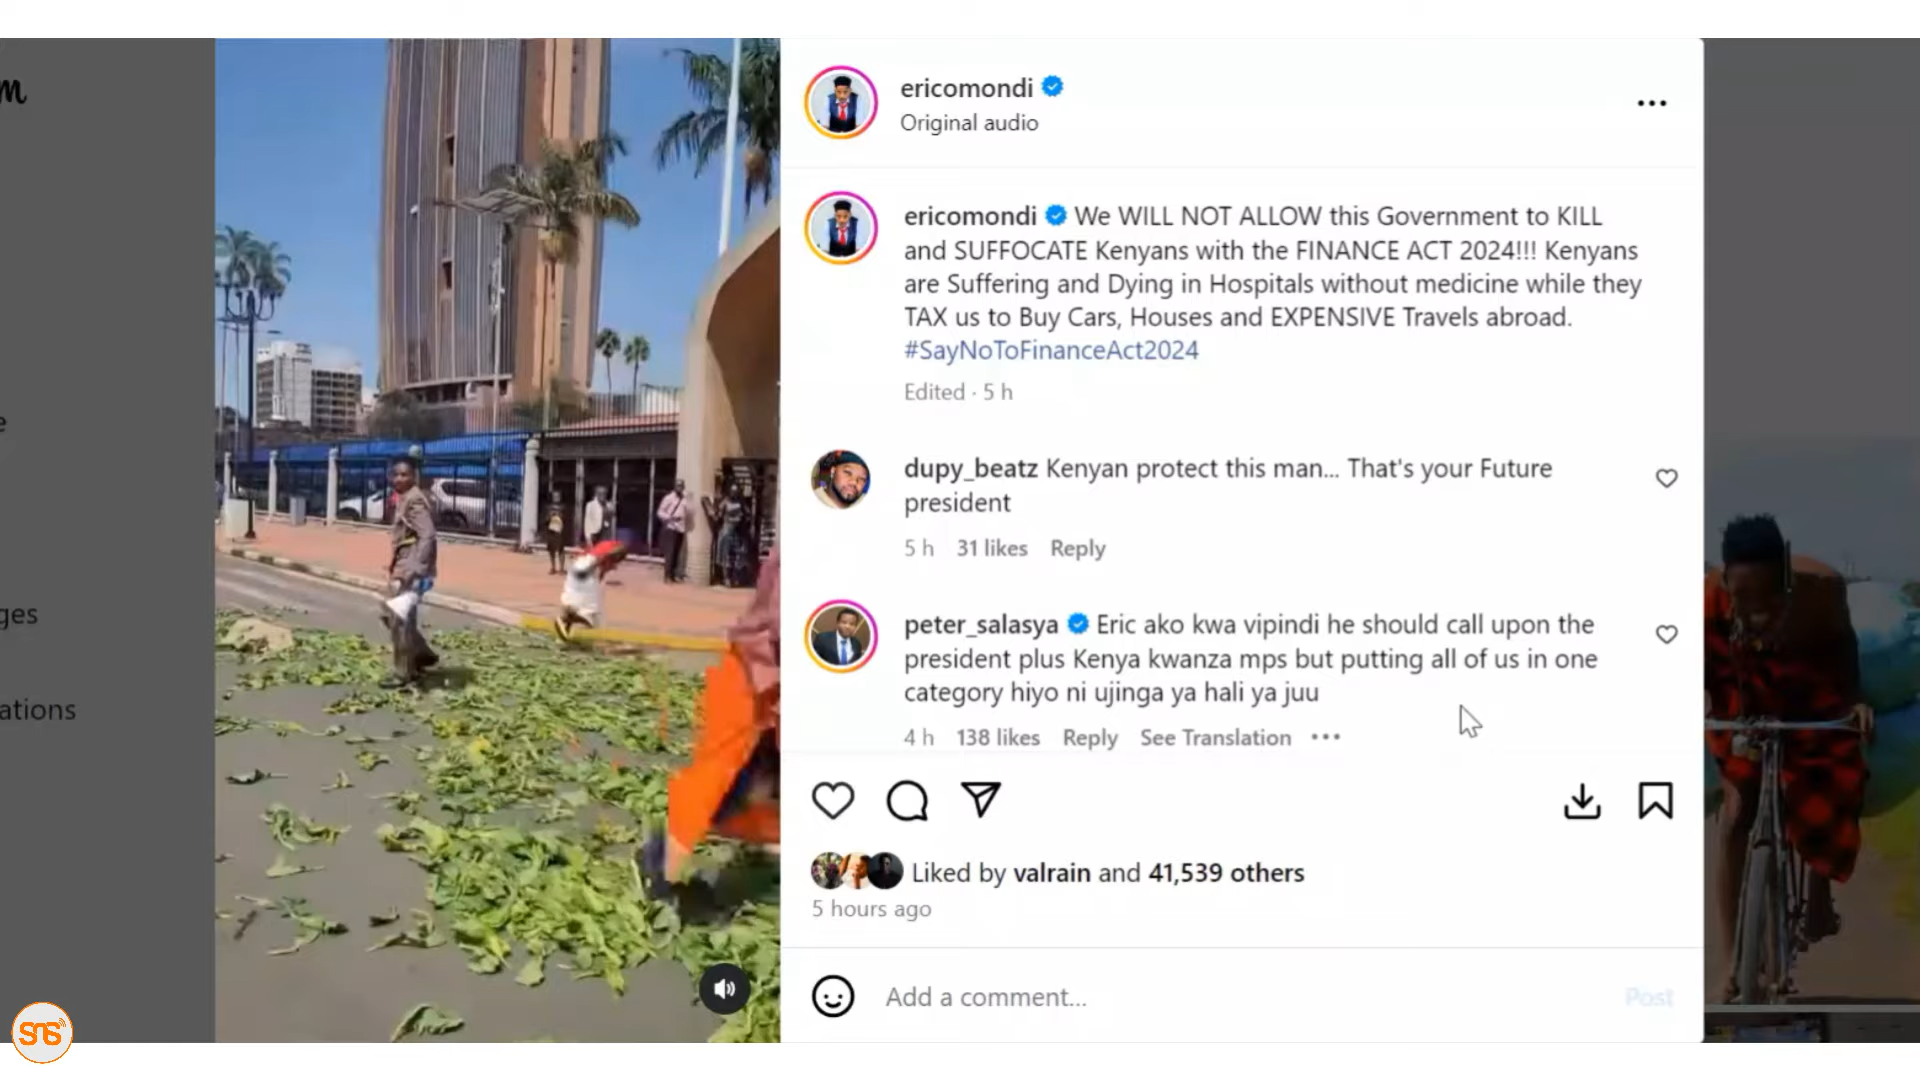 m
ericomondi
Original audio
ericomondi We WILL NOT ALLOW this Government to KILL
and SUFFOCATE Kenyans with the FINANCE ACT 2024!!! Kenyans
are Suffering and Dying in Hospitals without medicine while they
TAX us to Buy Cars, Houses and EXPENSIVE Travels abroad.
#SayNoToFinanceAct2024
Edited · 5 h
e
dupy_beatz Kenyan protect this man... That's your Future
president
5 h 31 likes Reply
ges
peter_salasya Eric ako kwa vipindi he should call upon the
president plus Kenya kwanza mps but putting all of us in one
category hiyo ni ujinga ya hali ya juu
ations
4 h 138 likes Reply See Translation
Liked by valrain and 41,539 others
5 hours ago
Add a comment...
Post
SNS